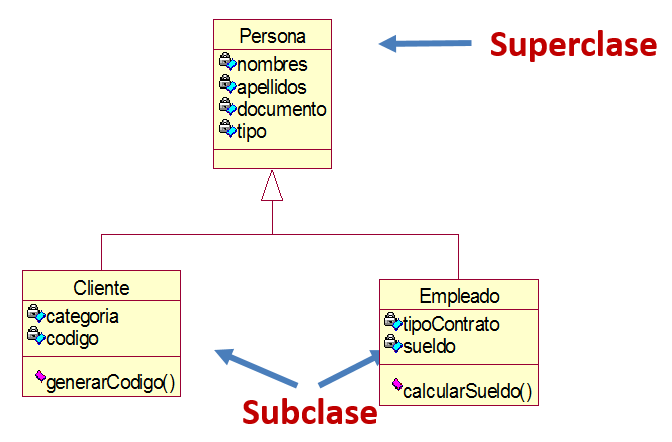 Persona
nombres
apellidos
documento
tipo
Superclase
Cliente
categoria
codigo
generarCodigo()
Empleado
tipoContrato
sueldo
calcularSueldo()
Subclase